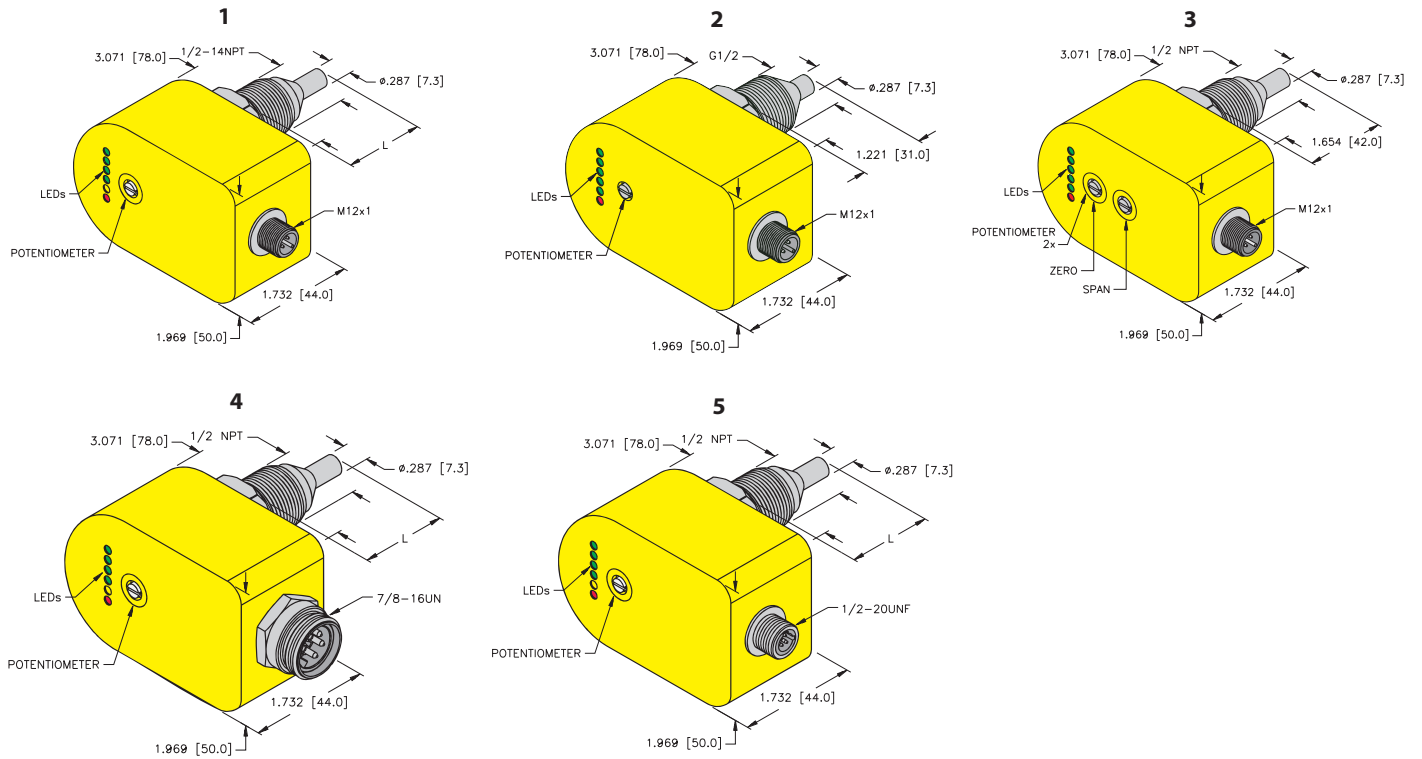 1
3.071 [78.0]
1/2-14NPT
ø.287 [7.3]
L
LEDs
M12x1
POTENTIOMETER
1.732 [44.0]
1.969 [50.0]
2
3.071 [78.0]
G1/2
ø.287 [7.3]
1.221 [31.0]
LEDs
M12x1
POTENTIOMETER
1.732 [44.0]
1.969 [50.0]
3
3.071 [78.0]
1/2 NPT
ø.287 [7.3]
1.654 [42.0]
LEDs
M12x1
POTENTIOMETER
2x
ZERO
SPAN
1.732 [44.0]
1.969 [50.0]
4
3.071 [78.0]
1/2 NPT
ø.287 [7.3]
L
LEDs
7/8-16UN
POTENTIOMETER
1.732 [44.0]
1.969 [50.0]
5
3.071 [78.0]
1/2 NPT
ø.287 [7.3]
L
LEDs
1/2-20UNF
POTENTIOMETER
1.732 [44.0]
1.969 [50.0]